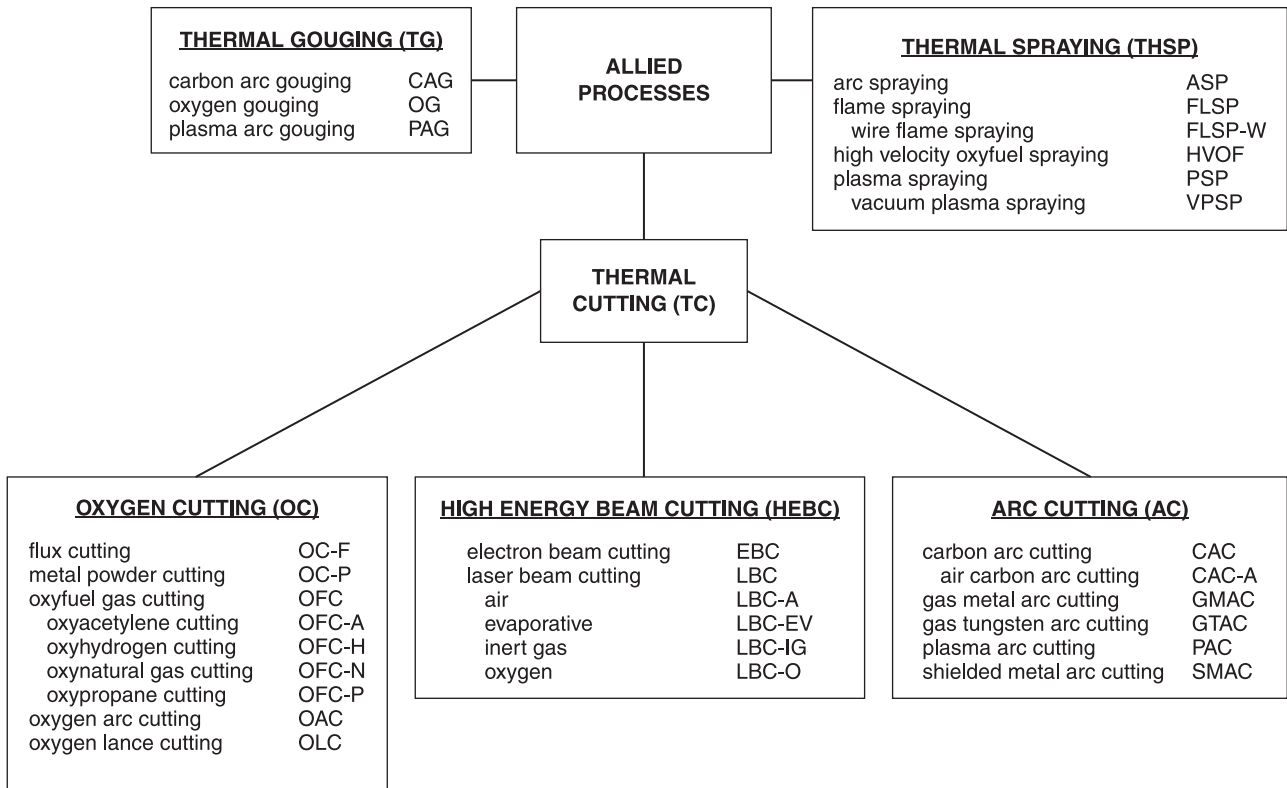 THERMAL GOUGING (TG)
carbon arc gouging CAG
oxygen gouging OG
plasma arc gouging PAG
ALLIED
PROCESSES
THERMAL SPRAYING (THSP)
arc spraying ASP
flame spraying FLSP
wire flame spraying FLSP-W
high velocity oxyfuel spraying HVOF
plasma spraying PSP
vacuum plasma spraying VPSP
THERMAL
CUTTING (TC)
OXYGEN CUTTING (OC)
flux cutting OC-F
metal powder cutting OC-P
oxyfuel gas cutting OFC
oxyacetylene cutting OFC-A
oxyhydrogen cutting OFC-H
oxynatural gas cutting OFC-N
oxypropane cutting OFC-P
oxygen arc cutting OAC
oxygen lance cutting OLC
HIGH ENERGY BEAM CUTTING (HEBC)
electron beam cutting EBC
laser beam cutting LBC
air LBC-A
evaporative LBC-EV
inert gas LBC-IG
oxygen LBC-O
ARC CUTTING (AC)
carbon arc cutting CAC
air carbon arc cutting CAC-A
gas metal arc cutting GMAC
gas tungsten arc cutting GTAC
plasma arc cutting PAC
shielded metal arc cutting SMAC